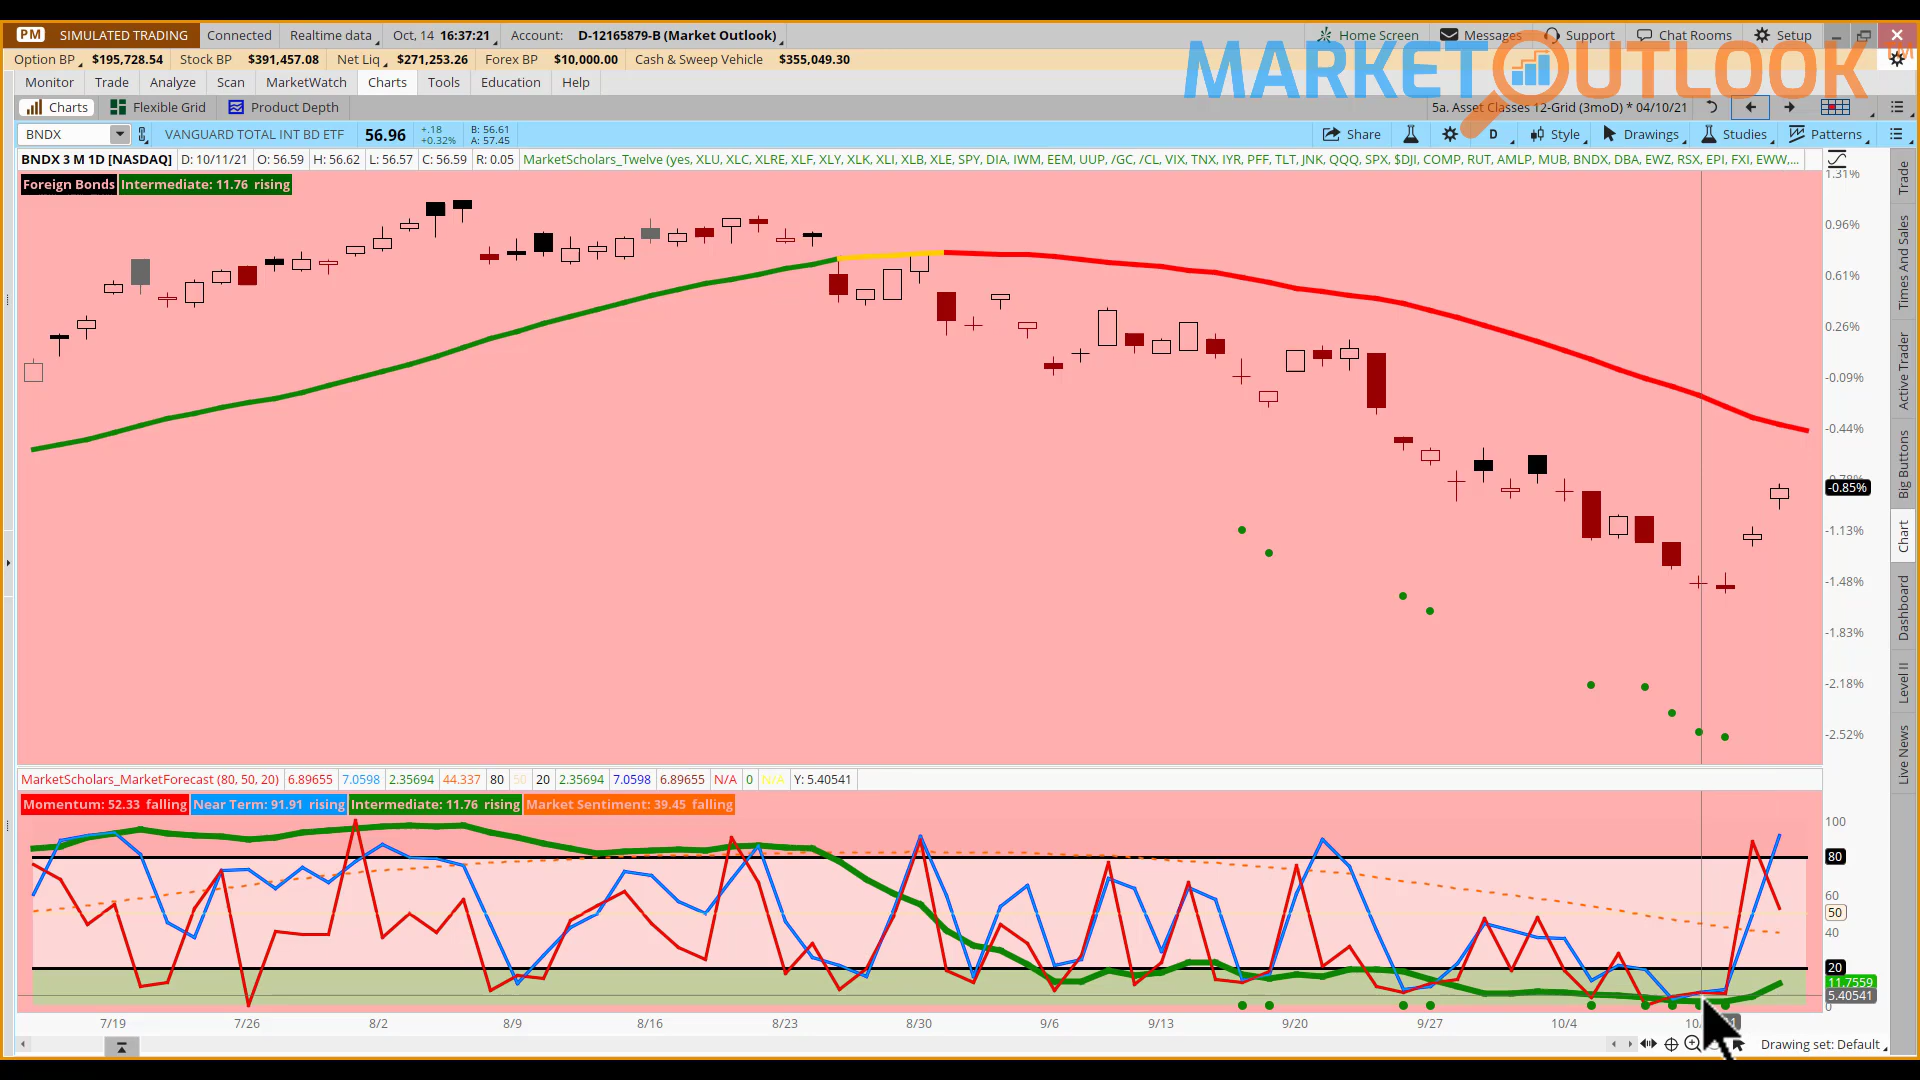 PM SIMULATED TRADING Connected Realtime data Oct, 14 16:37:21 Account: D-12165879-B (Market Outlook) Home Screen Messages Support Chat Rooms Setup
MARKET OUTLOOK
Option BP $195,728.54 Stock BP $391,457.08 Net Liq $271,253.26 Forex BP $10,000.00 Cash & Sweep Vehicle $355,049.30
Monitor Trade Analyze Scan MarketWatch Charts Tools Education Help
Charts Flexible Grid Product Depth 5a. Asset Classes 12-Grid (3moD) * 04/10/21
BNDX VANGUARD TOTAL INT BD ETF 56.96 +.18 B: 56.61 Share D Style Drawings Studies Patterns
+0.32% A: 57.45
BNDX 3 M 1D [NASDAQ] D: 10/11/21 O: 56.59 H: 56.62 L: 56.57 C: 56.59 R: 0.05 MarketScholars_Twelve (yes, XLU, XLC, XLRE, XLF, XLY, XLK, XLI, XLB, XLE, SPY, DIA, IWM, EEM, UUP, /GC, /CL, VIX, TNX, IYR, PFF, TLT, JNK, QQQ, SPX, $DJI, COMP, RUT, AMLP, MUB, BNDX, DBA, EWZ, RSX, EPI, FXI, EWW,...
Foreign Bonds Intermediate: 11.76 rising
1.31%
0.96%
0.61%
0.26%
-0.09%
-0.44%
-0.85%
-1.13%
-1.48%
-1.83%
-2.18%
-2.52%
Trade
Times And Sales
Active Trader
Big Buttons
Chart
Dashboard
Level II
Live News
MarketScholars_MarketForecast (80, 50, 20) 6.89655 7.0598 2.35694 44.337 80 50 20 2.35694 7.0598 6.89655 N/A 0 N/A Y: 5.40541
Momentum: 52.33 falling Near Term: 91.91 rising Intermediate: 11.76 rising Market Sentiment: 39.45 falling
100
80
60
50
40
20
11.7559
5.40541
0
7/19 7/26 8/2 8/9 8/16 8/23 8/30 9/6 9/13 9/20 9/27 10/4
Drawing set: Default